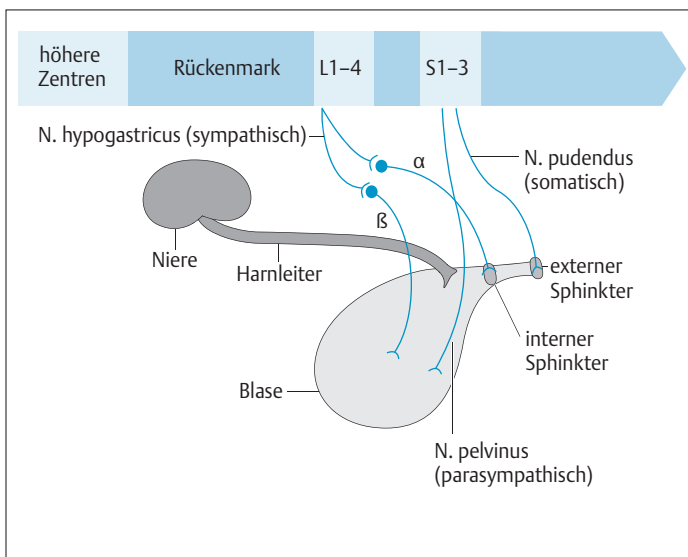 höhere
Zentren
Rückenmark
L1–4
S1–3
N. hypogastricus (sympathisch)
α
N. pudendus
(somatisch)
ß
Niere
Harnleiter
externer
Sphinkter
interner
Sphinkter
Blase
N. pelvinus
(parasympathisch)